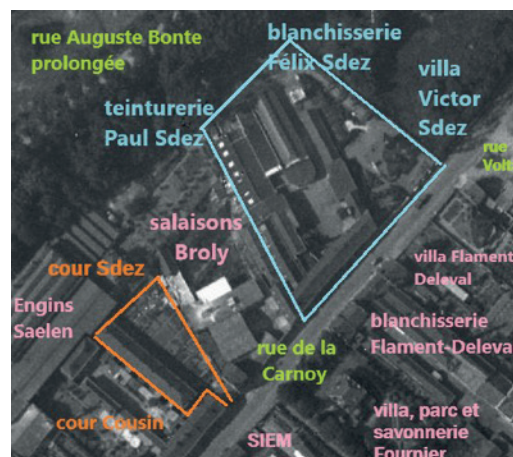 rue Auguste Bonte
prolongée
blanchisserie
Félix Sdez
villa
Victor
Sdez
teinturerie
Paul Sdez
rue
Volt
salaisons
Broly
cour Sdez
villa Flament
Deleval
Engins
Saelen
blanchisserie
Flament-Deleval
rue de la
Carnoy
cour Cousin
SIEM
villa, parc et
savonnerie
Fournier